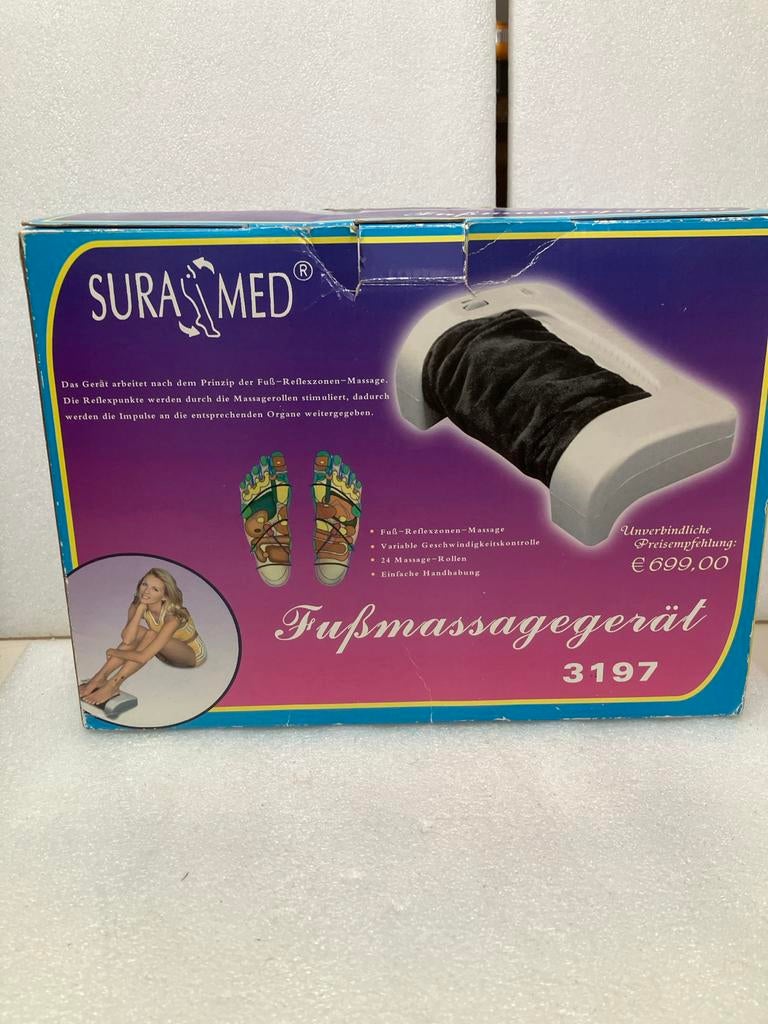 SURA MED®
Das Gerät arbeitet nach dem Prinzip der Fuß-Reflexzonen-Massage.
Die Reflexpunkte werden durch die Massagerollen stimuliert, dadurch
werden die Impulse an die entsprechenden Organe weitergegeben.
• Fuß-Reflexzonen-Massage
• Variable Geschwindigkeitskontrolle
• 24 Massage-Rollen
• Einfache Handhabung
Unverbindliche
Preisempfehlung:
€ 699,00
Fußmassagegerät
3197